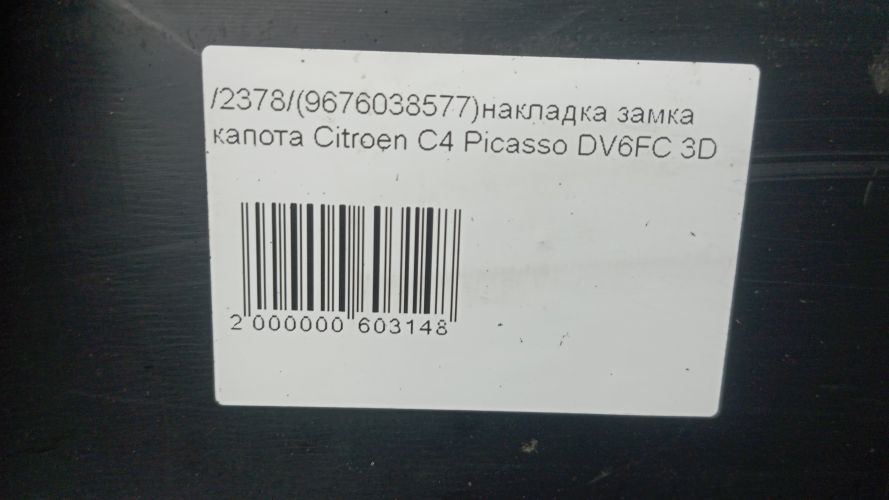 /2378/(9676038577)накладка замка
капота Citroen C4 Picasso DV6FC 3D
2 000000 603148